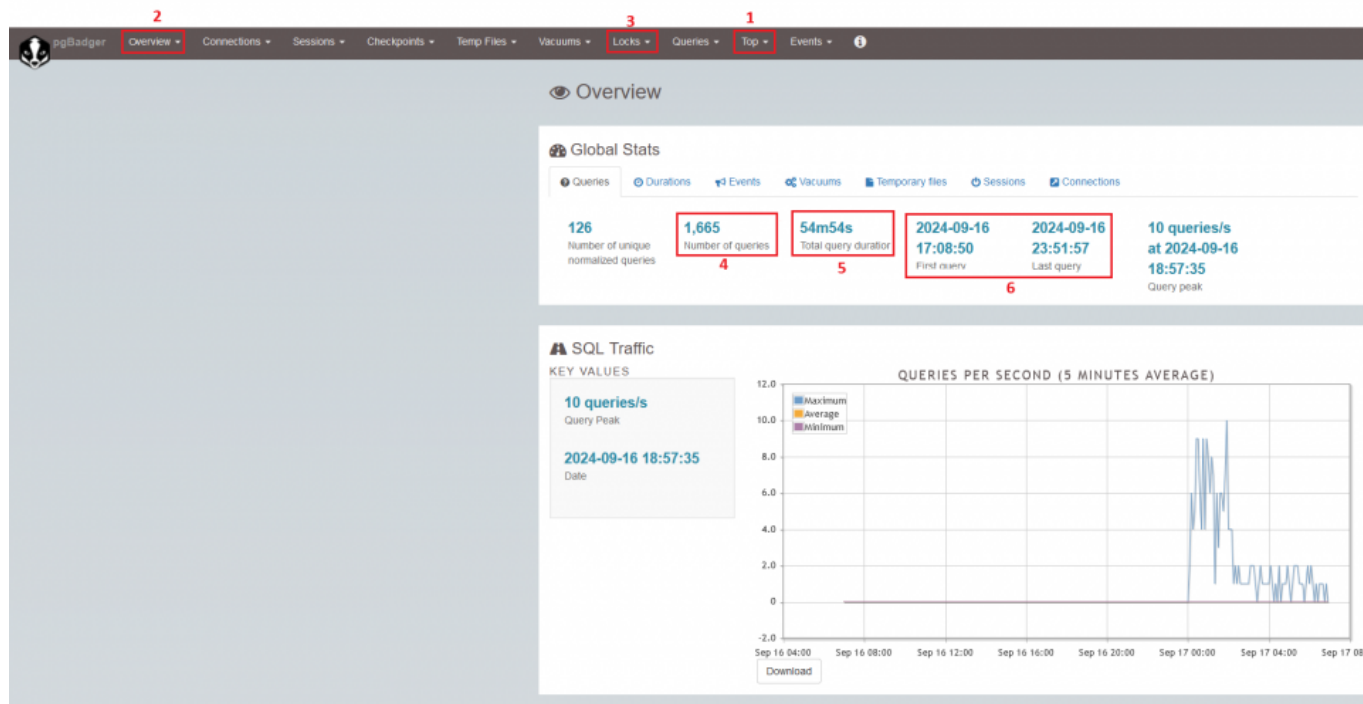 2
3
1
pgBadger Overview Connections Sessions Checkpoints Temp Files Vacuums Locks Queries Top Events
Overview
Global Stats
Queries Durations Events Vacuums Temporary files Sessions Connections
126
Number of unique
normalized queries
1,665
Number of queries
4
54m54s
Total query duration
5
2024-09-16
17:08:50
First query
2024-09-16
23:51:57
Last query
6
10 queries/s
at 2024-09-16
18:57:35
Query peak
SQL Traffic
KEY VALUES
10 queries/s
Query Peak
2024-09-16 18:57:35
Date
QUERIES PER SECOND (5 MINUTES AVERAGE)
Maximum
Average
Minimum
12.0
10.0
8.0
6.0
4.0
2.0
0
-2.0
Sep 16 04:00 Sep 16 08:00 Sep 16 12:00 Sep 16 16:00 Sep 16 20:00 Sep 17 00:00 Sep 17 04:00 Sep 17 08
Download